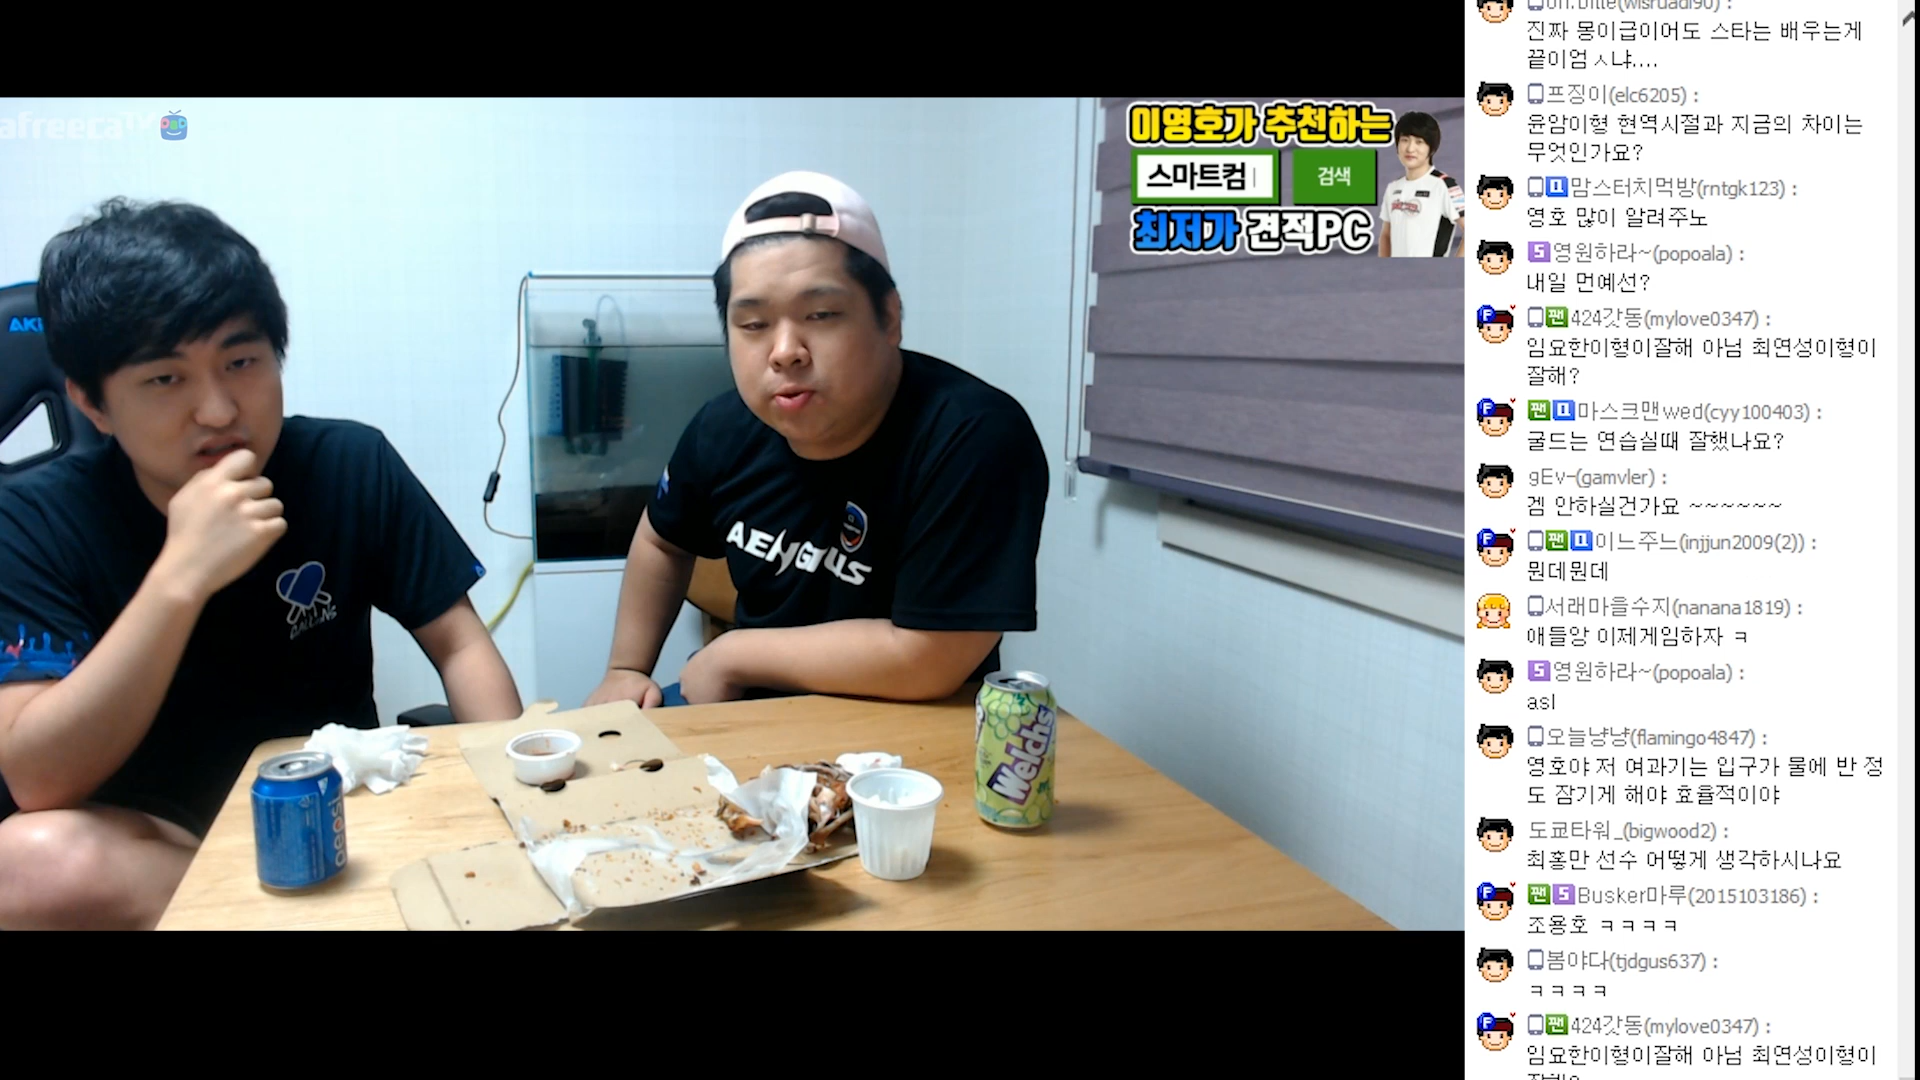 afreecaTV
이영호가 추천하는
스마트컴
검색
최저가 견적PC
AEMGUS
pepsi
Welch's
진짜 몽이급이어도 스타는 배우는게
끝이엄ㅅ냐....
프징이(elc6205) :
윤얌이형 현역시절과 지금의 차이는
무엇인가요?
맘스터치먹방(rntgk123) :
영호 많이 알려주노
영원하라~(popoala) :
내일 먼예선?
424갓동(mylove0347) :
임요한이형이잘해 아님 최연성이형이
잘해?
마스크맨wed(cyy100403) :
굴드는 연습실때 잘했나요?
gEv-(gamvler) :
겜 안하실건가요 ~~~~~~
이느주느(injjun2009(2)) :
뭔데뭔데
서래마을수지(nanana1819) :
얘들앙 이제게임하자 ㅋ
영원하라~(popoala) :
asl
오늘냥냥(flamingo4847) :
영호야 저 여과기는 입구가 물에 반 정
도 잠기게 해야 효율적이야
도쿄타워_(bigwood2) :
최홍만 선수 어떻게 생각하시나요
Busker마루(2015103186) :
조용호 ㅋㅋㅋㅋ
봄야다(tjdgus637) :
ㅋㅋㅋㅋ
424갓동(mylove0347) :
임요한이형이잘해 아님 최연성이형이